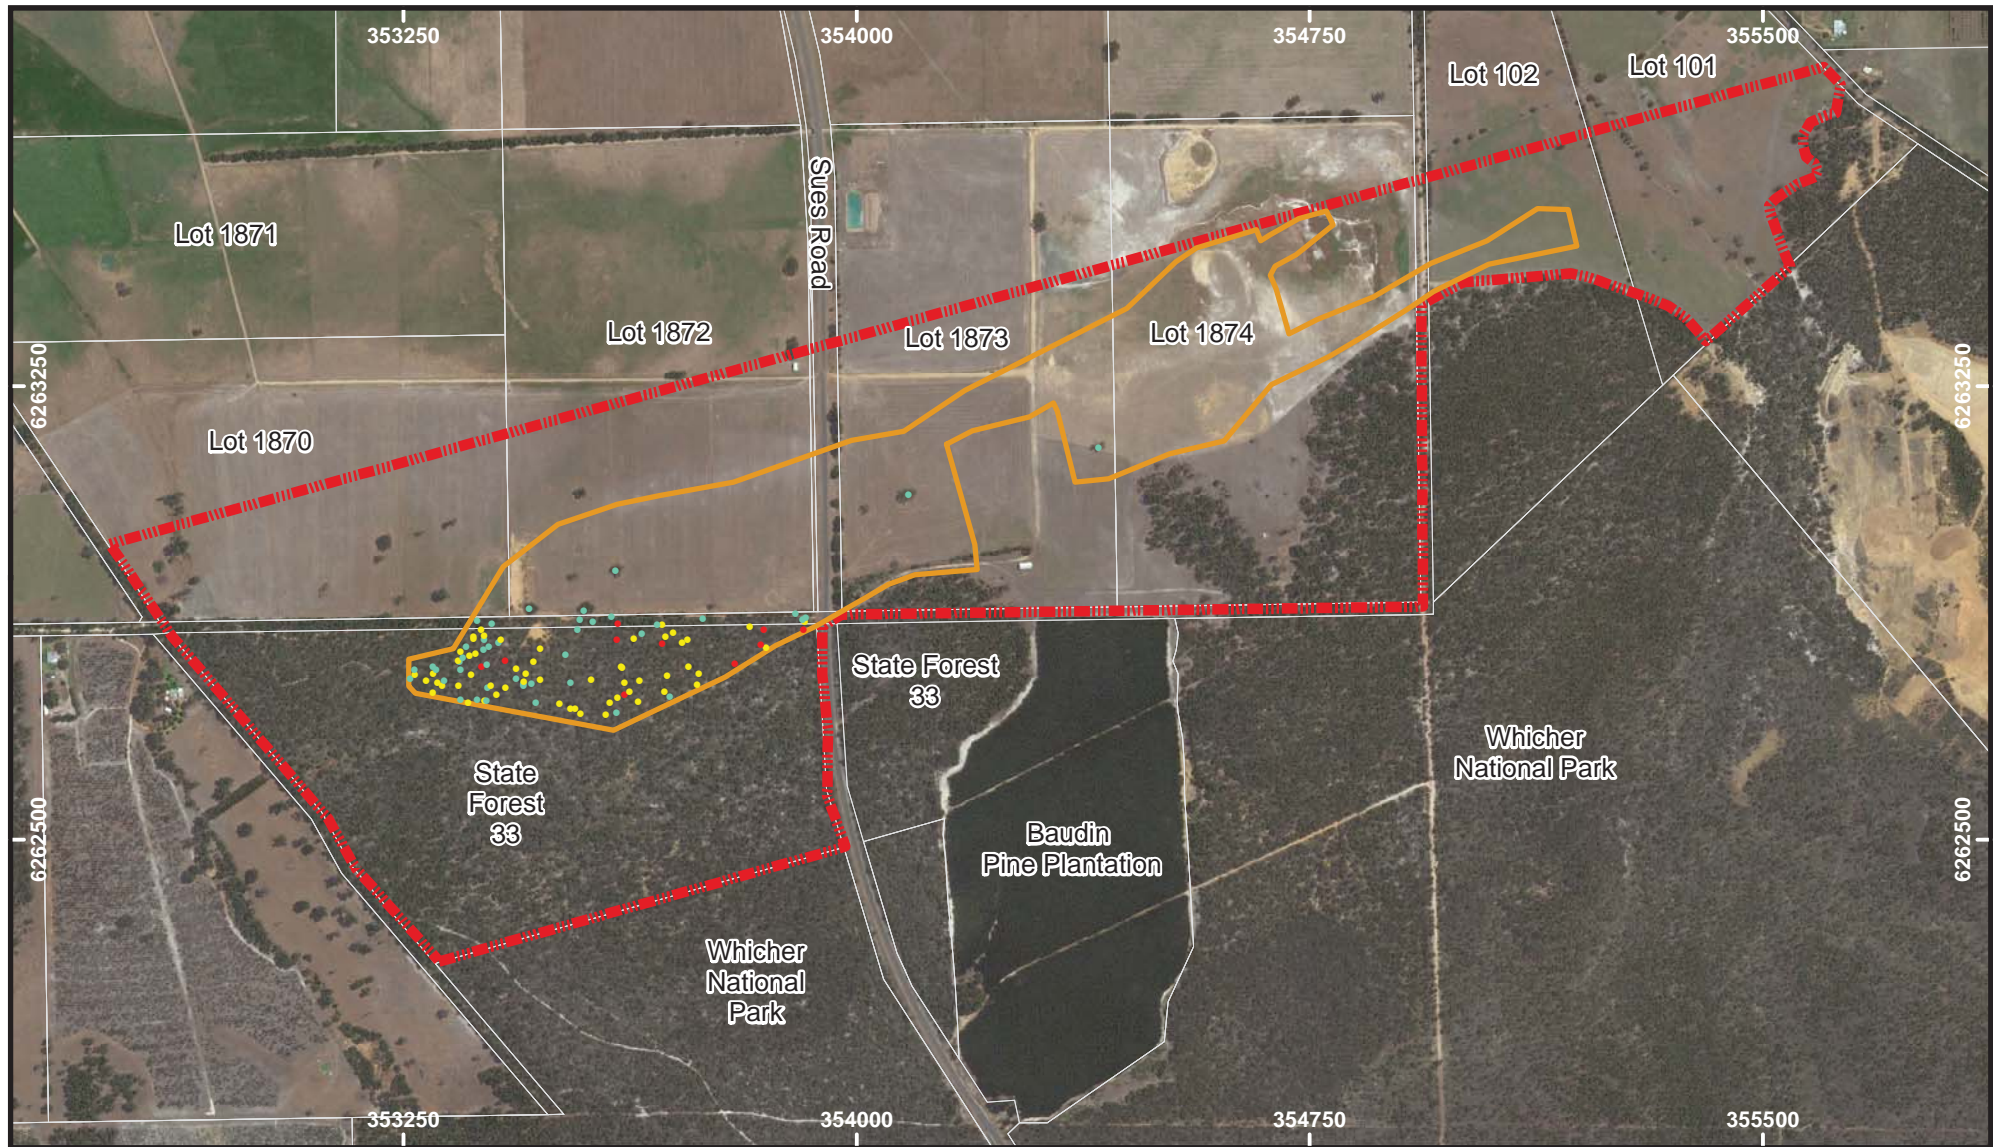 353250
354000
354750
355500
Lot 102
Lot 101
Sues Road
Lot 1871
Lot 1872
Lot 1873
Lot 1874
6263250
6263250
Lot 1870
State Forest
33
Whicher
National Park
State
Forest
33
6262500
6262500
Baudin
Pine Plantation
Whicher
National
Park
353250
354000
354750
355500